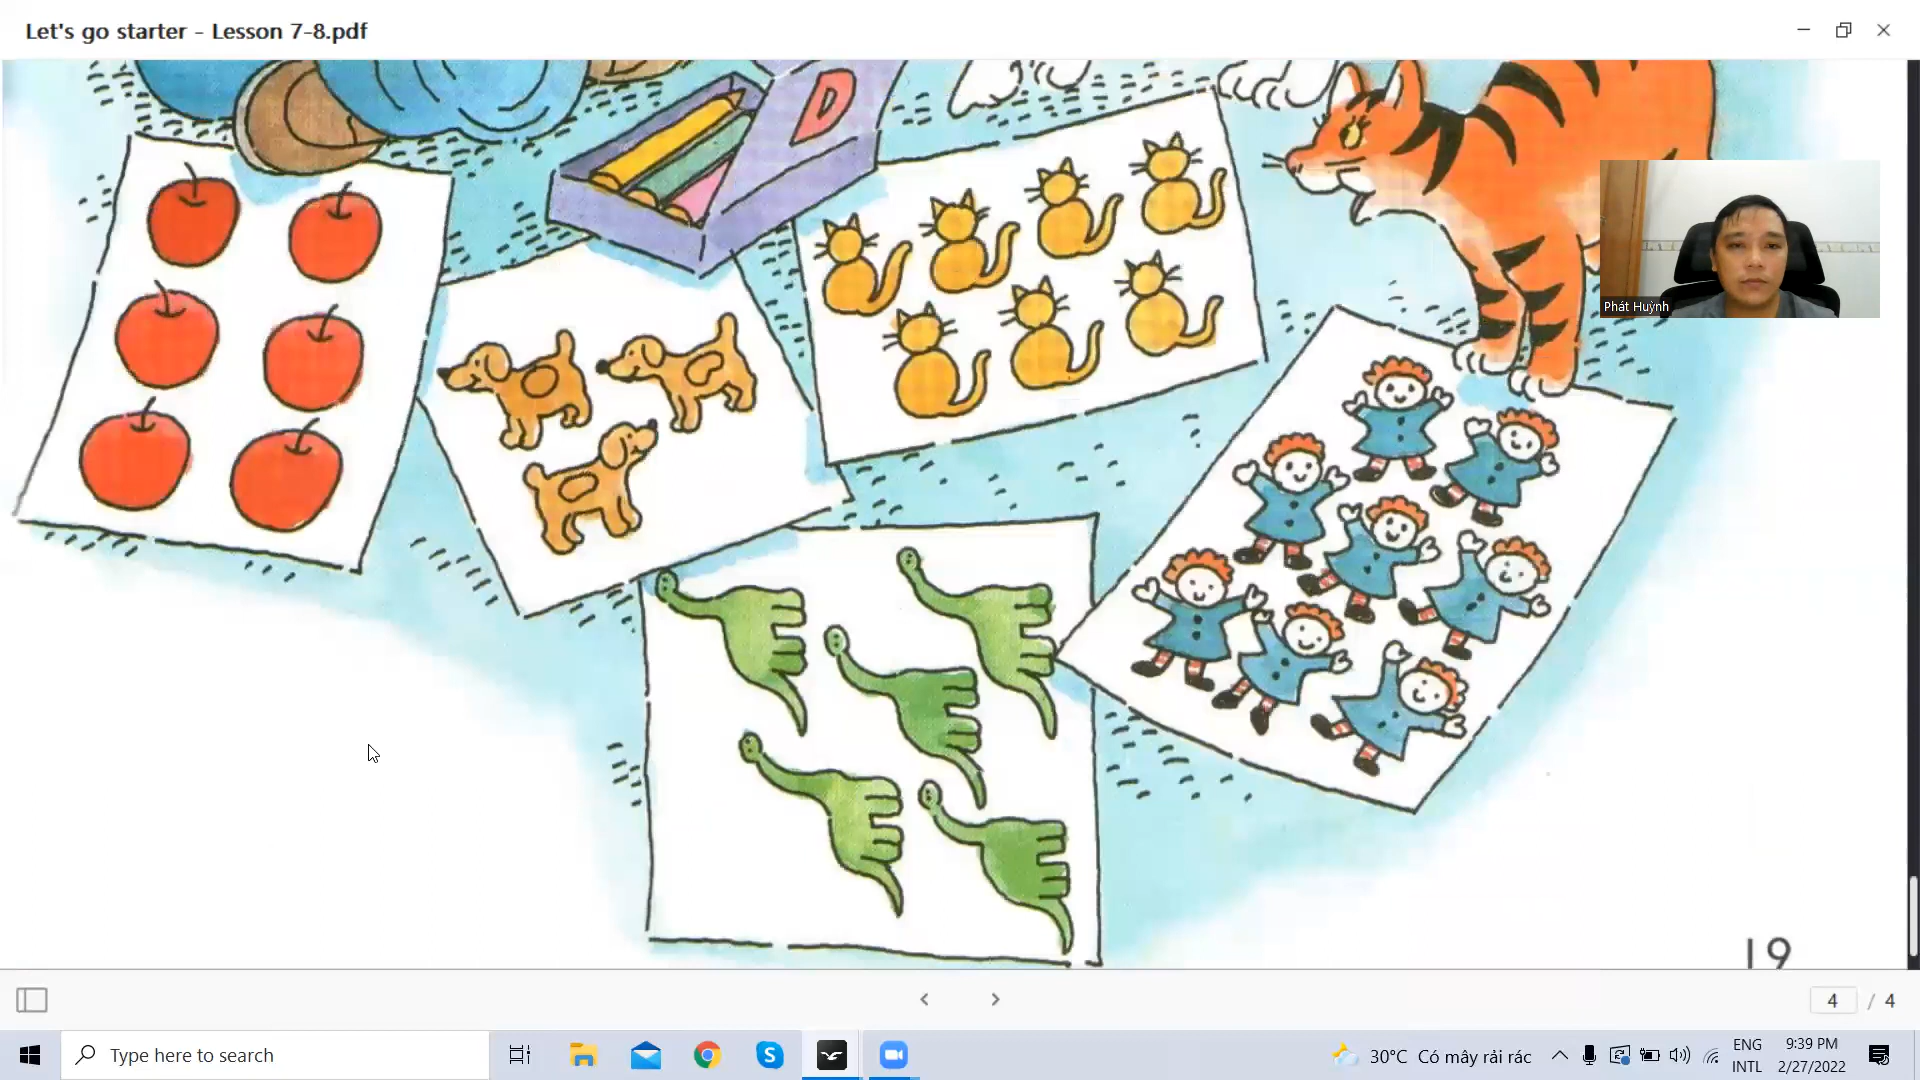 Let's go starter - Lesson 7-8.pdf
D
Phát Huỳnh
19
4 / 4
Type here to search
30°C Có mây rải rác
ENG
INTL
9:39 PM
2/27/2022